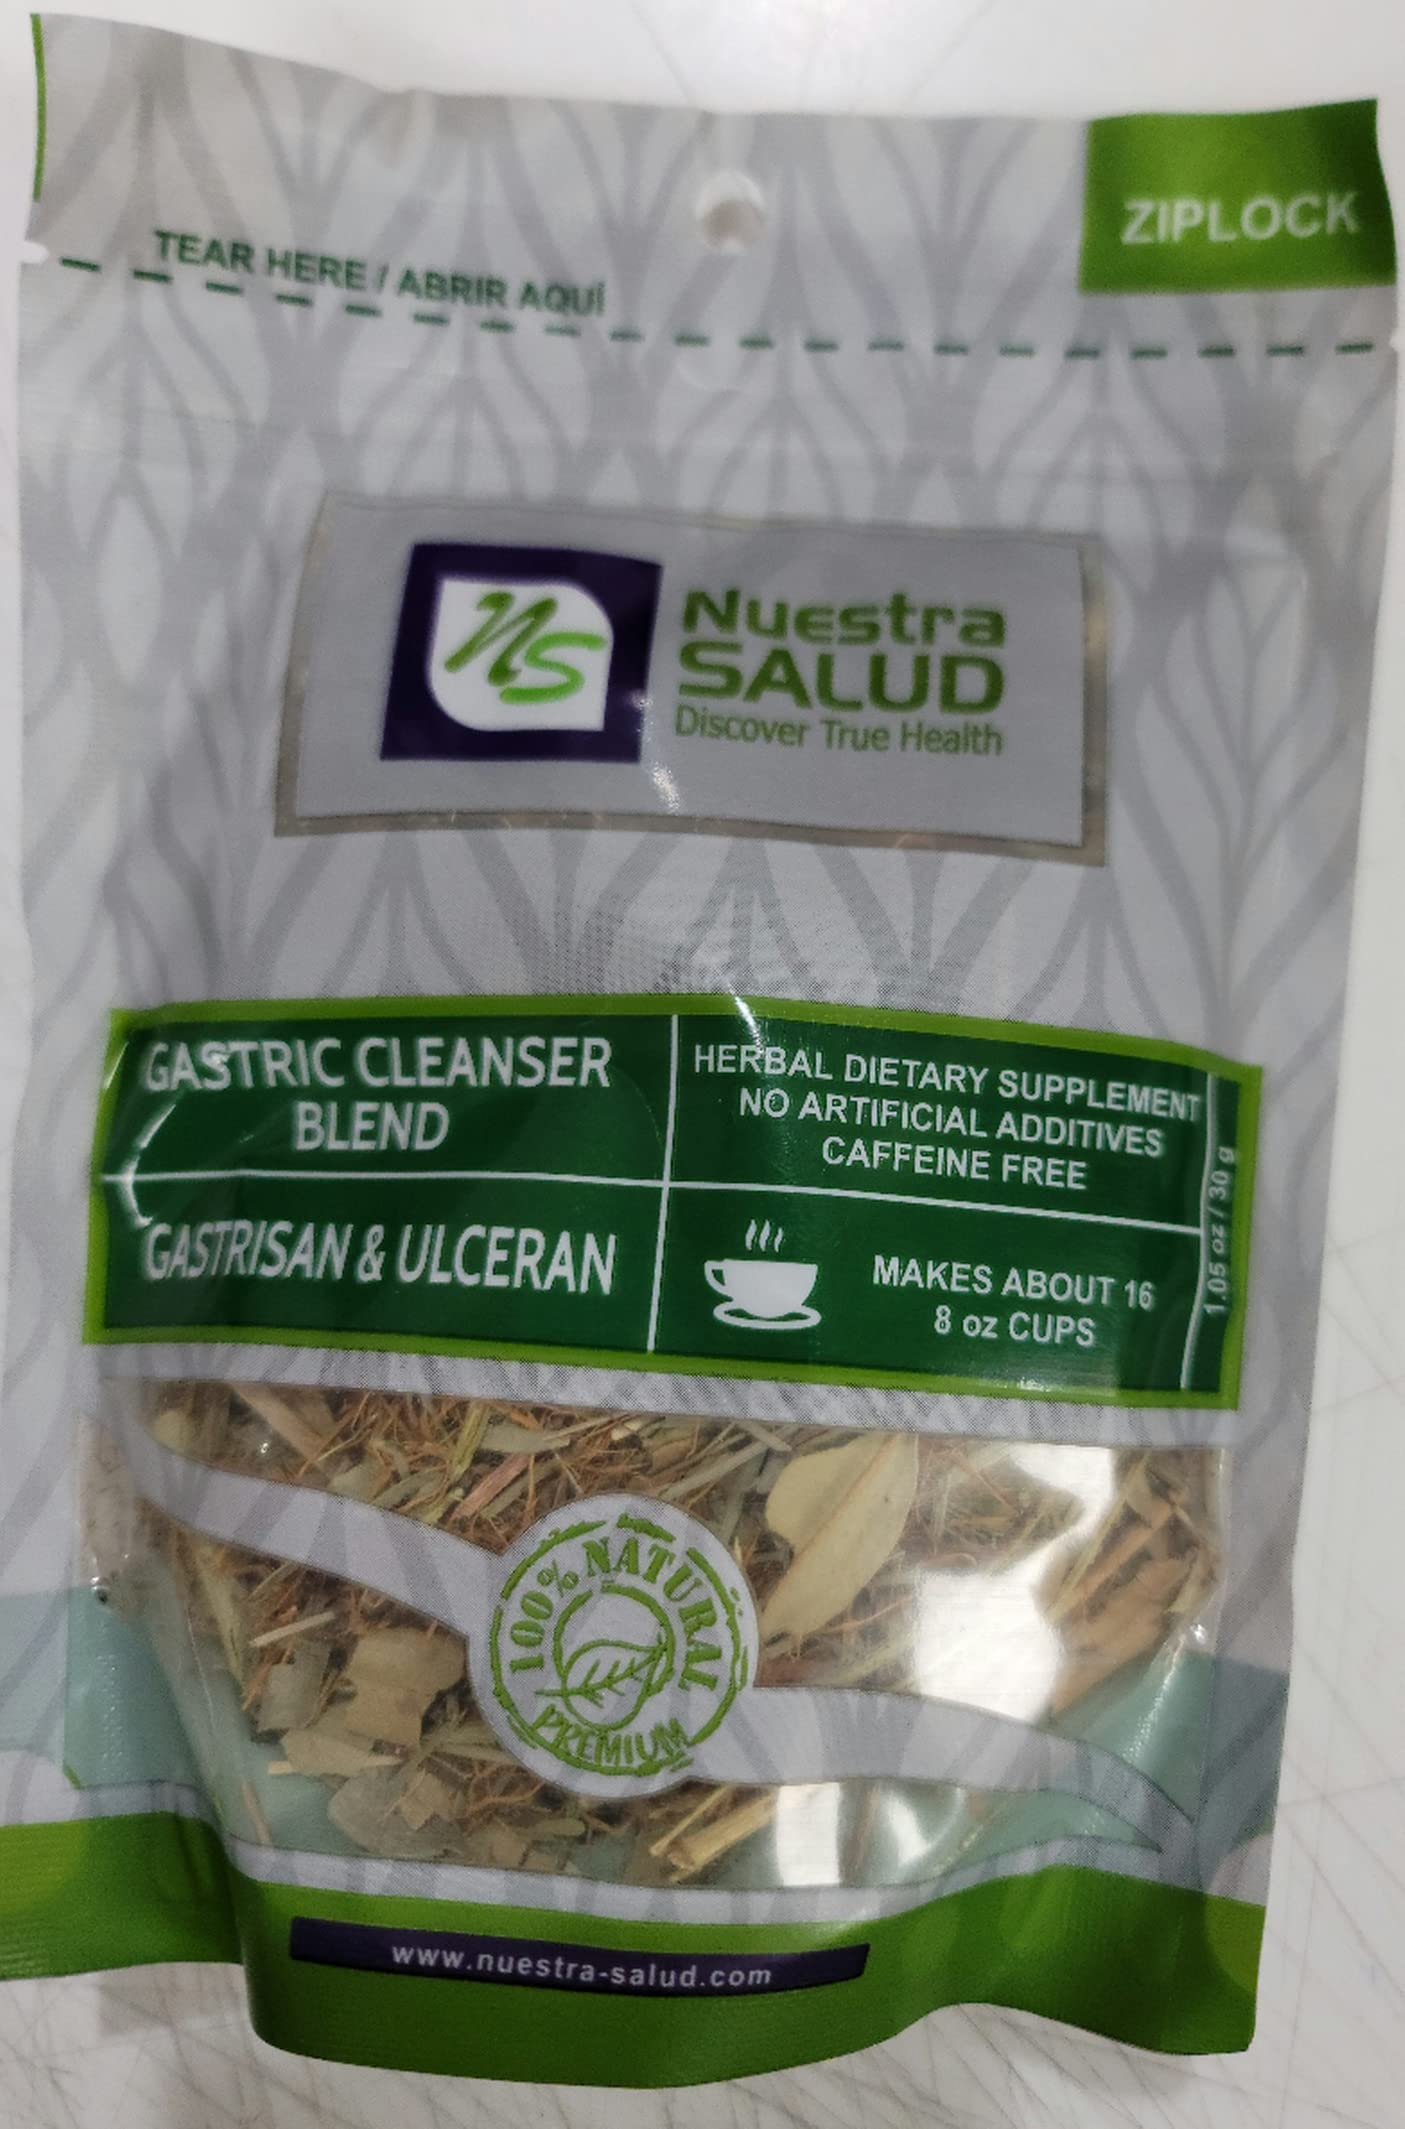 ZIPLOCK
TEAR HERE / ABRIR AQUÍ
NS
Nuestra
SALUD
Discover True Health
GASTRIC CLEANSER
BLEND
HERBAL DIETARY SUPPLEMENT
NO ARTIFICIAL ADDITIVES
CAFFEINE FREE
GASTRISAN & ULCERAN
MAKES ABOUT 16
8 oz CUPS
1.05 oz / 30 g
100% NATURAL
PREMIUM
www.nuestra-salud.com